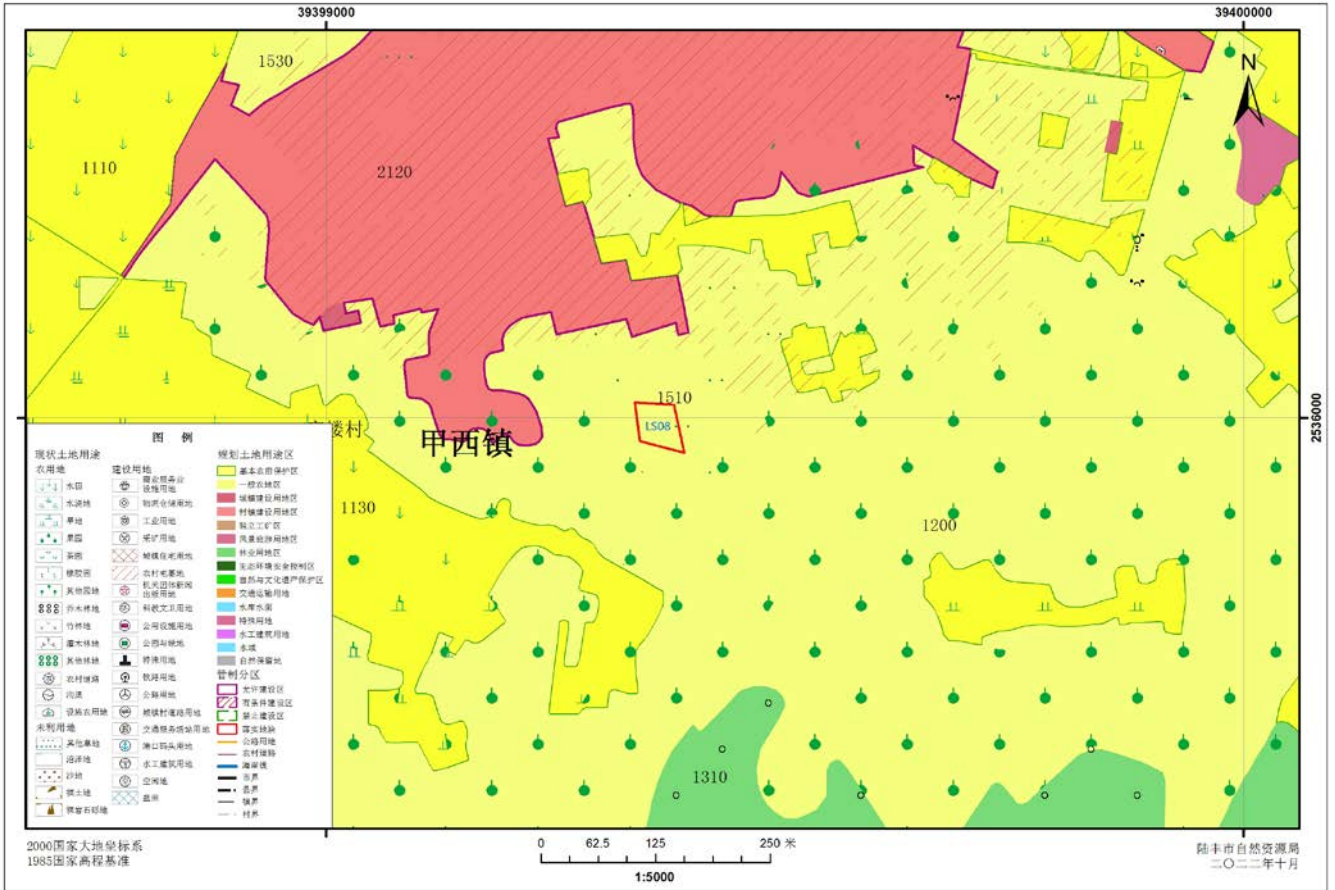 39399000
39400000
1530
N
1110
2120
1510
2536000
2536000
LS08
楼村
甲西镇
1130
1200
1310
图 例
现状土地用途
农用地
水田
水浇地
旱地
果园
茶园
橡胶园
其他园地
乔木林地
竹林地
灌木林地
其他林地
农村道路
沟渠
设施农用地
未利用地
其他草地
沼泽地
沙地
裸土地
裸岩石砾地
建设用地
商业服务业
设施用地
物流仓储用地
工业用地
采矿用地
城镇住宅用地
农村宅基地
机关团体新闻
出版用地
科教文卫用地
公用设施用地
公园与绿地
特殊用地
铁路用地
公路用地
城镇村道路用地
交通服务场站用地
港口码头用地
水工建筑用地
空闲地
盐田
规划土地用途区
基本农田保护区
一般农地区
城镇建设用地区
村镇建设用地区
独立工矿区
风景旅游用地区
林业用地区
生态环境安全控制区
自然与文化遗产保护区
交通运输用地
水库水面
特殊用地
水工建筑用地
水域
自然保留地
管制分区
允许建设区
有条件建设区
禁止建设区
落实地块
公路用地
农村道路
海岸线
市界
县界
镇界
村界
2000国家大地坐标系
1985国家高程基准
0 62.5 125 250 米
1:5000
陆丰市自然资源局
二〇二二年十月